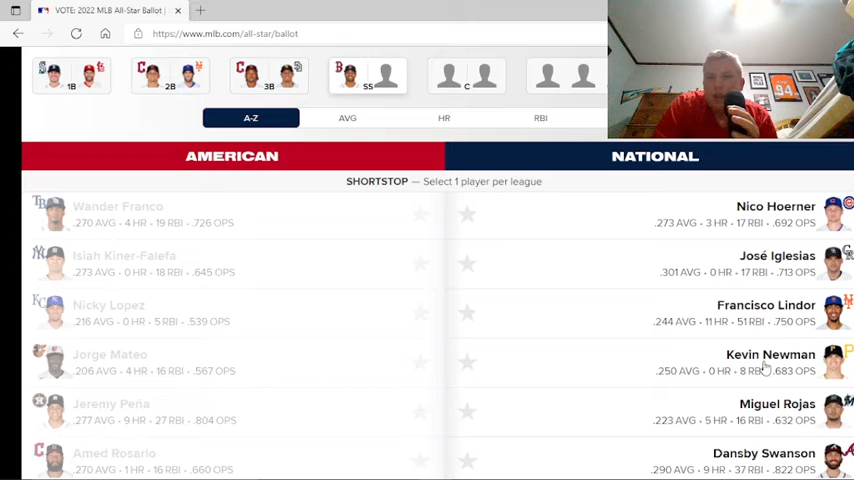 VOTE: 2022 MLB All-Star Ballot |
https://www.mlb.com/all-star/ballot
1B
2B
3B
SS
C
A-Z
AVG
HR
RBI
AMERICAN
NATIONAL
SHORTSTOP — Select 1 player per league
Wander Franco
.270 AVG • 4 HR • 19 RBI • .726 OPS
Nico Hoerner
.273 AVG • 3 HR • 17 RBI • .692 OPS
Isiah Kiner-Falefa
.273 AVG • 0 HR • 18 RBI • .645 OPS
José Iglesias
.301 AVG • 0 HR • 17 RBI • .713 OPS
Nicky Lopez
.216 AVG • 0 HR • 5 RBI • .539 OPS
Francisco Lindor
.244 AVG • 11 HR • 51 RBI • .750 OPS
Jorge Mateo
.206 AVG • 4 HR • 16 RBI • .567 OPS
Kevin Newman
.250 AVG • 0 HR • 8 RBI • .683 OPS
Jeremy Peña
.277 AVG • 9 HR • 27 RBI • .804 OPS
Miguel Rojas
.223 AVG • 5 HR • 16 RBI • .632 OPS
Amed Rosario
.270 AVG • 1 HR • 16 RBI • .660 OPS
Dansby Swanson
.290 AVG • 9 HR • 37 RBI • .822 OPS
94